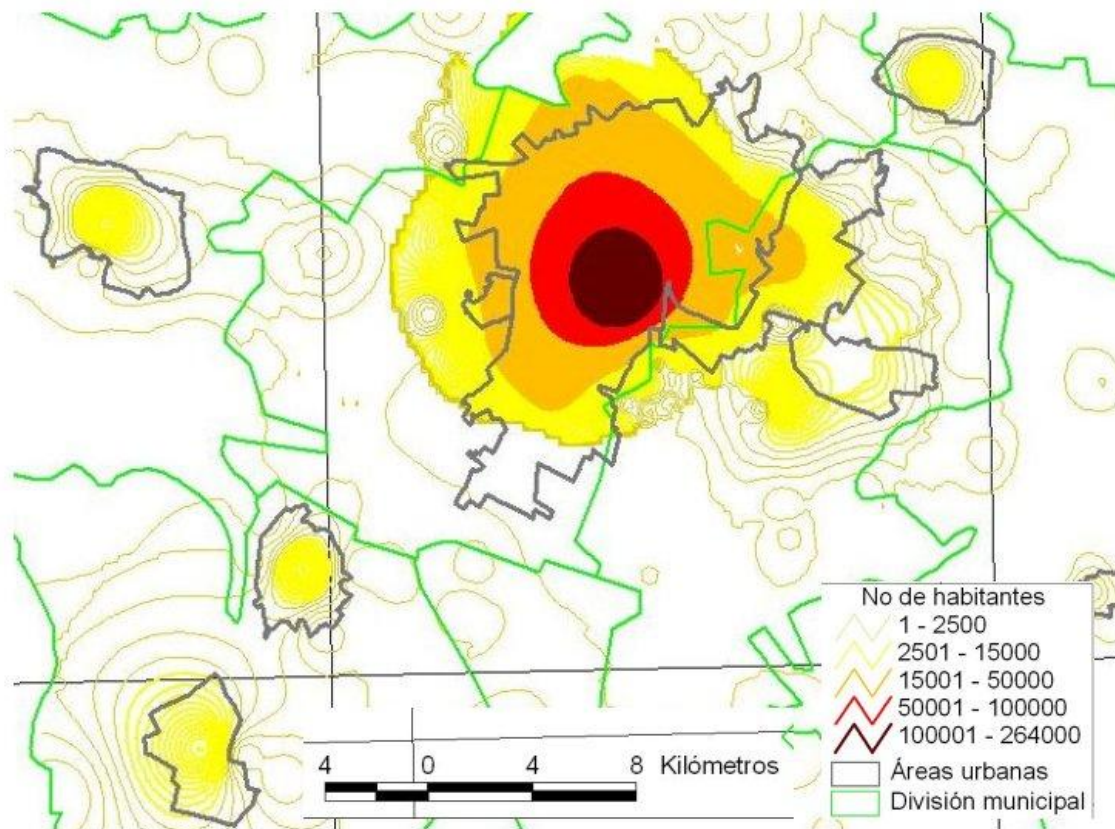 No de habitantes
1 - 2500
2501 - 15000
15001 - 50000
50001 - 100000
100001 - 264000
Áreas urbanas
División municipal
4 0 4 8 Kilómetros